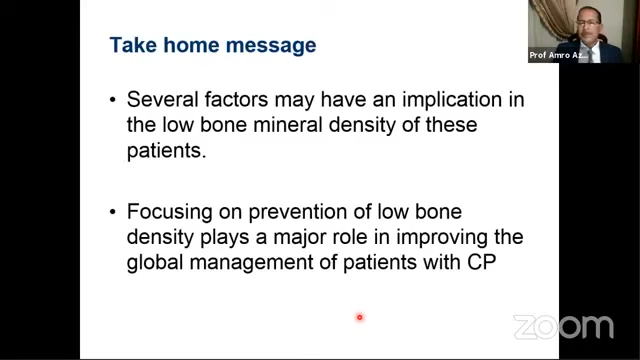 Take home message
Prof Amro Az...
• Several factors may have an implication in
the low bone mineral density of these
patients.
• Focusing on prevention of low bone
density plays a major role in improving the
global management of patients with CP
zoom